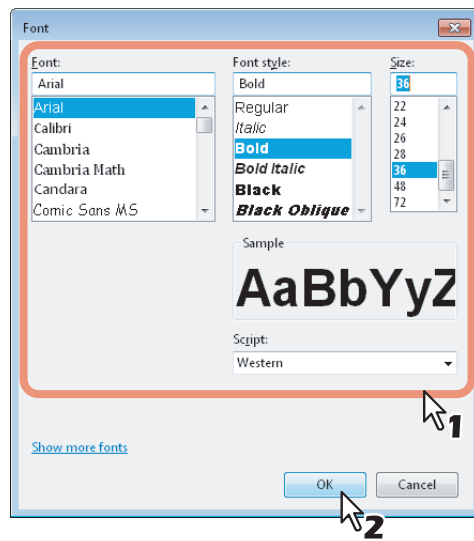 Font
Font: Font style: Size:
Arial Bold 36
Arial Regular 22
Calibri Italic 24
Cambria Bold 26
Cambria Math Bold Italic 28
Candara Black 36
Comic Sans MS Black Oblique 48
72
Sample
AaBbYyZ
Script:
Western
1
Show more fonts
OK Cancel
2